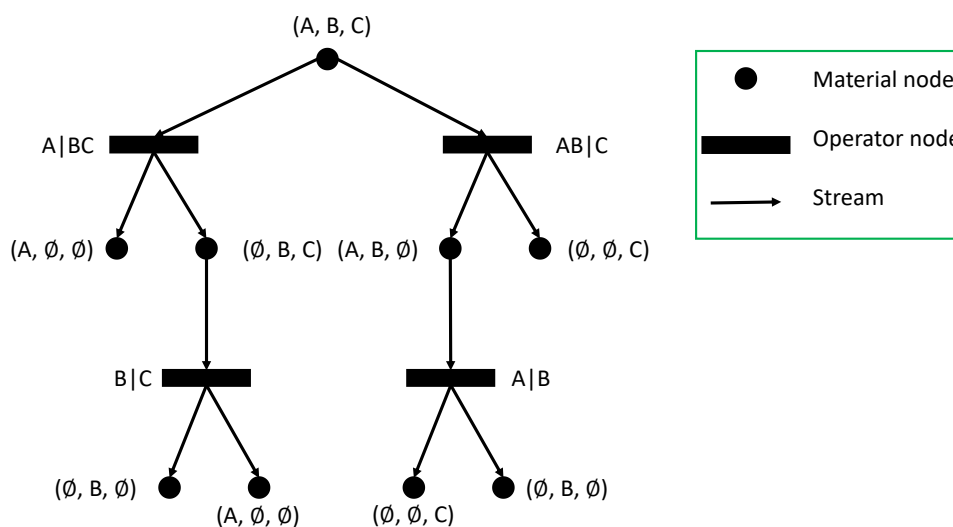 (A, B, C)
Material node
A|BC
AB|C
Operator node
Stream
(A, Ø, Ø)
(Ø, B, C)
(A, B, Ø)
(Ø, Ø, C)
B|C
A|B
(Ø, B, Ø)
(A, Ø, Ø)
(Ø, Ø, C)
(Ø, B, Ø)